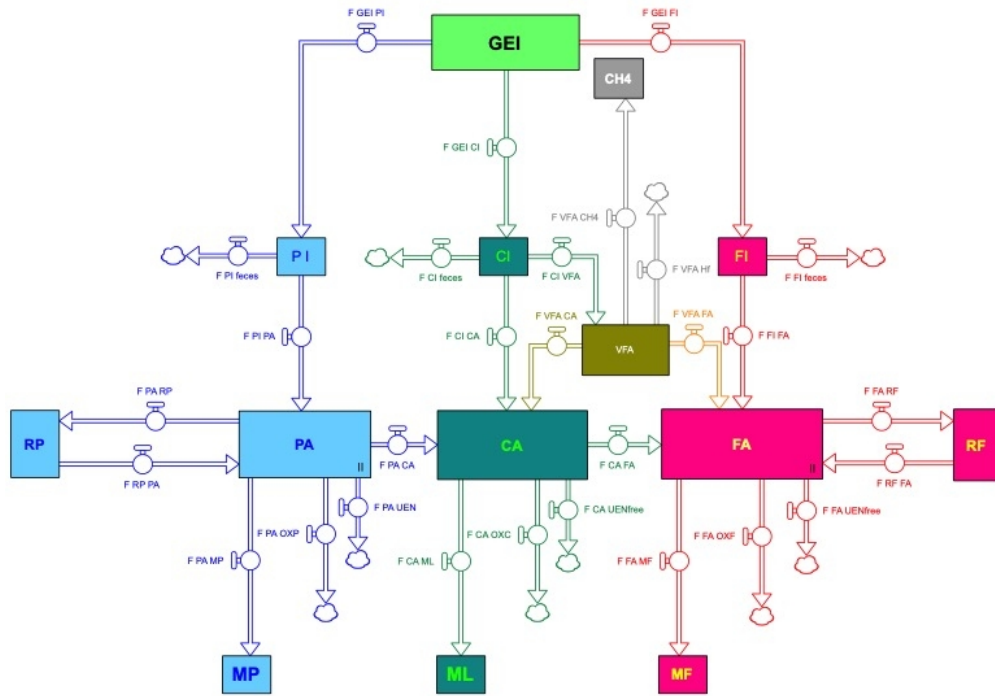 F GEI PI
GEI
F GEI FI
CH4
F GEI CI
F VFA CH4
P I
CI
FI
F PI feces
F CI feces
F CI VFA
F VFA Hf
F FI feces
F VFA CA
F VFA FA
F PI PA
F CI CA
VFA
F FI FA
F PA RP
F FA RF
RP
PA
CA
FA
RF
F PA CA
F CA FA
F RP PA
II
II
F RF FA
F PA UEN
F CA UENfree
F FA UENfree
F PA OXP
F CA OXC
F FA OXF
F PA MP
F CA ML
F FA MF
MP
ML
MF